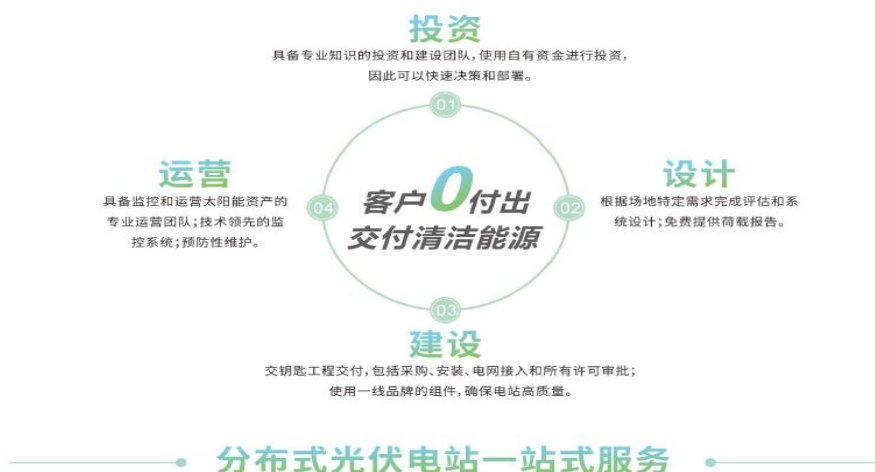 投资
具备专业知识的投资和建设团队,使用自有资金进行投资,
因此可以快速决策和部署。
01
运营
具备监控和运营太阳能资产的
专业运营团队;技术领先的监
控系统;预防性维护。
04
客户0付出
交付清洁能源
02
设计
根据场地特定需求完成评估和系
统设计;免费提供荷载报告。
03
建设
交钥匙工程交付,包括采购、安装、电网接入和所有许可审批;
使用一线品牌的组件,确保电站高质量。
分布式光伏电站一站式服务